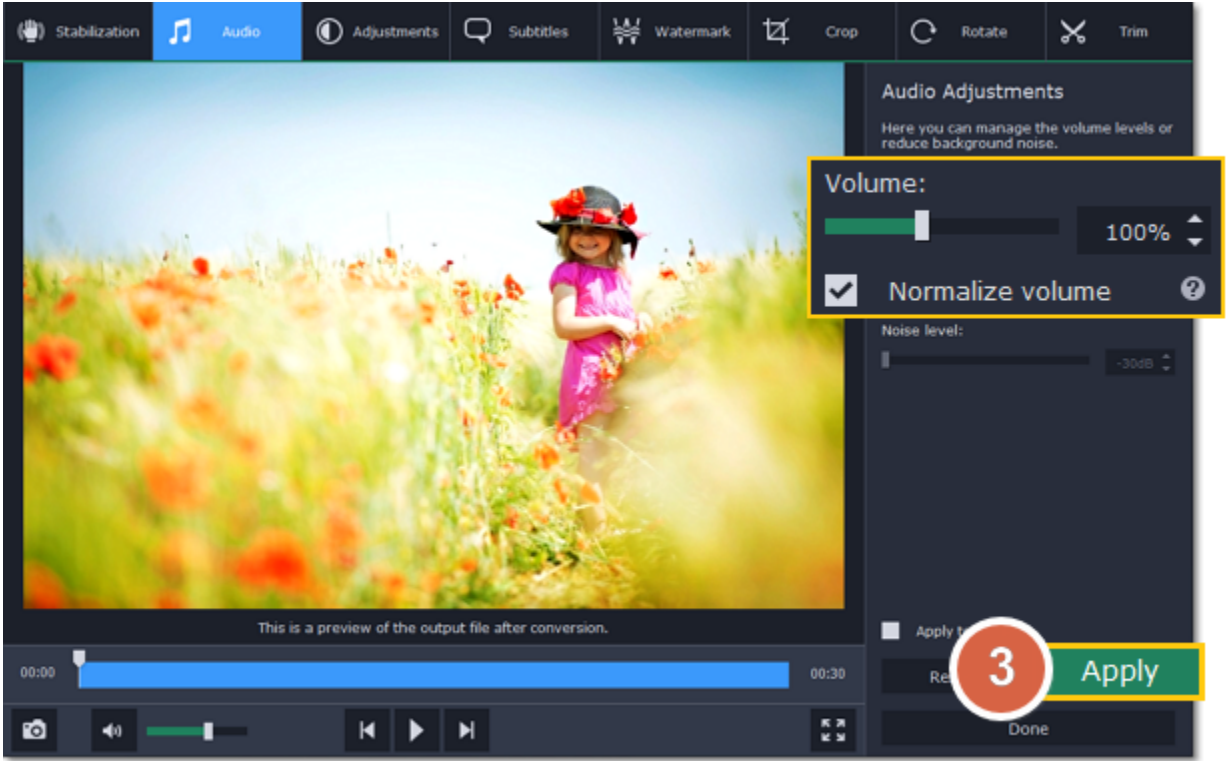 Stabilization
Audio
Adjustments
Subtitles
Watermark
Crop
Rotate
Trim
Audio Adjustments
Here you can manage the volume levels or
reduce background noise.
Volume:
100%
Normalize volume
Noise level:
-30dB
This is a preview of the output file after conversion.
Apply
00:00
00:30
3
Apply
Done